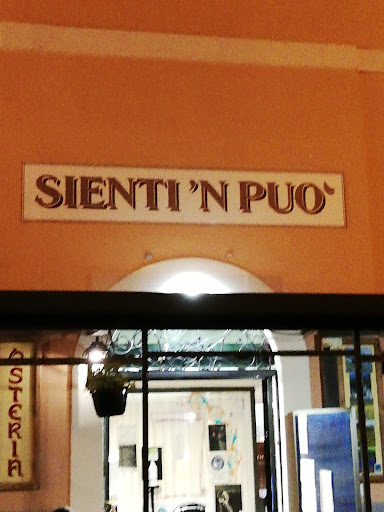 SIENTI 'N PUO'
OSTERIA